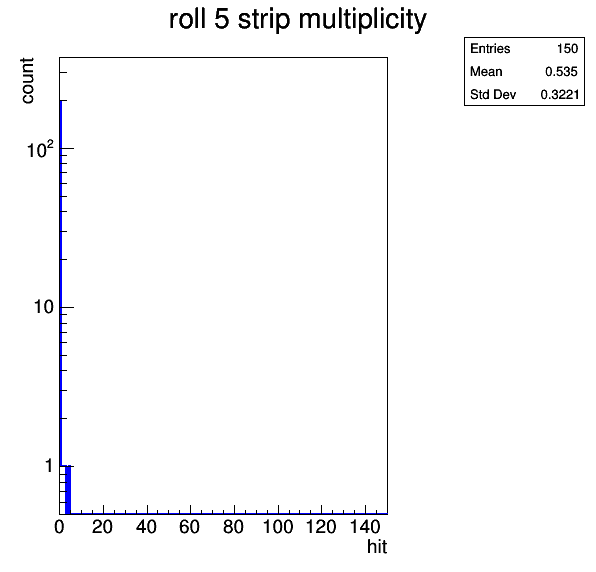 roll 5 strip multiplicity
Entries 150
Mean 0.535
Std Dev 0.3221
count
10²
10
1
0 20 40 60 80 100 120 140
hit